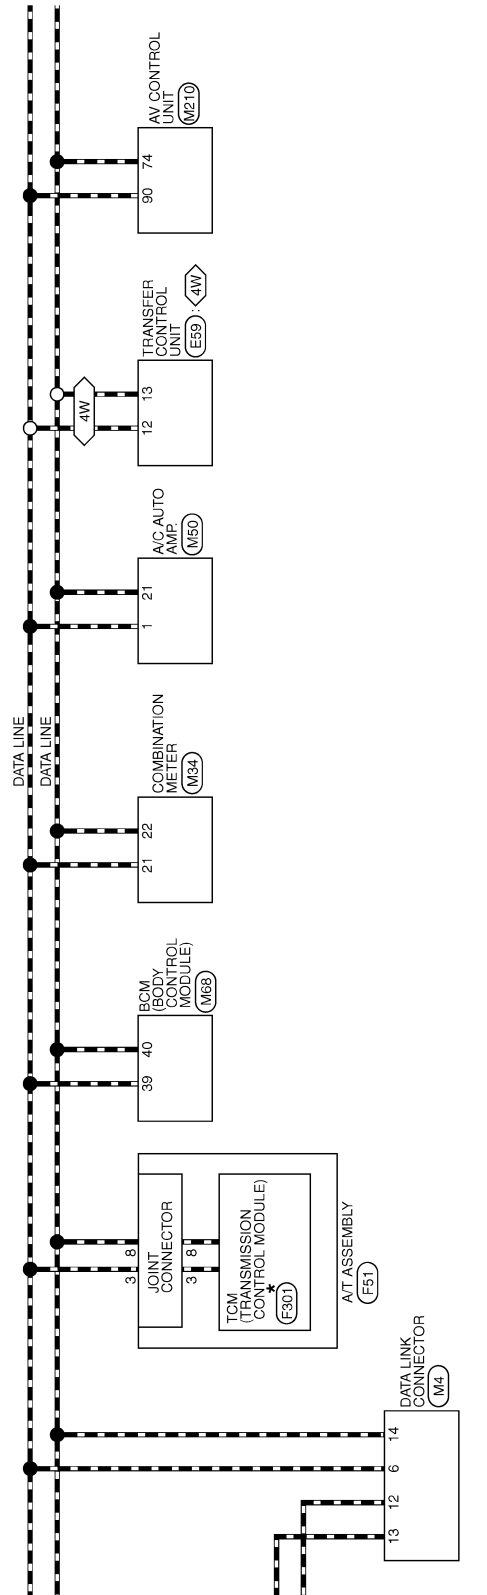 DATA LINE
DATA LINE
DATA LINK
CONNECTOR
M4
13
12
6
14
A/T ASSEMBLY
F51
JOINT
CONNECTOR
3
8
3
8
TCM
(TRANSMISSION
CONTROL MODULE)
*
F301
BCM
(BODY
CONTROL
MODULE)
M68
39
40
COMBINATION
METER
M34
21
22
A/C AUTO
AMP.
M50
1
21
TRANSFER
CONTROL
UNIT
E59 : 4W
4W
12
13
AV CONTROL
UNIT
M210
90
74